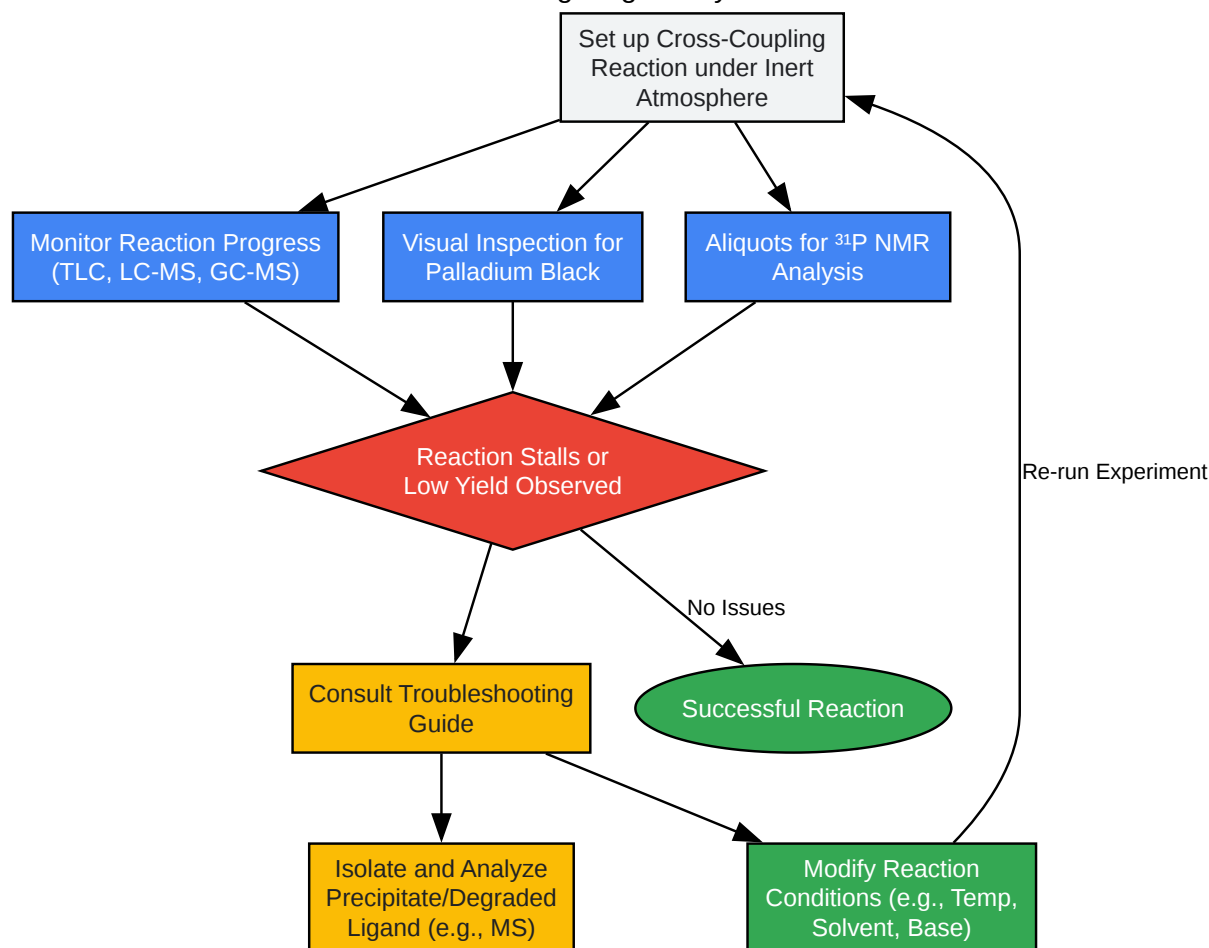 Set up Cross-Coupling
Reaction under Inert
Atmosphere
Monitor Reaction Progress
(TLC, LC-MS, GC-MS)
Visual Inspection for
Palladium Black
Aliquots for ³¹P NMR
Analysis
Reaction Stalls or
Low Yield Observed
Re-run Experiment
No Issues
Consult Troubleshooting
Guide
Successful Reaction
Isolate and Analyze
Precipitate/Degraded
Ligand (e.g., MS)
Modify Reaction
Conditions (e.g., Temp,
Solvent, Base)